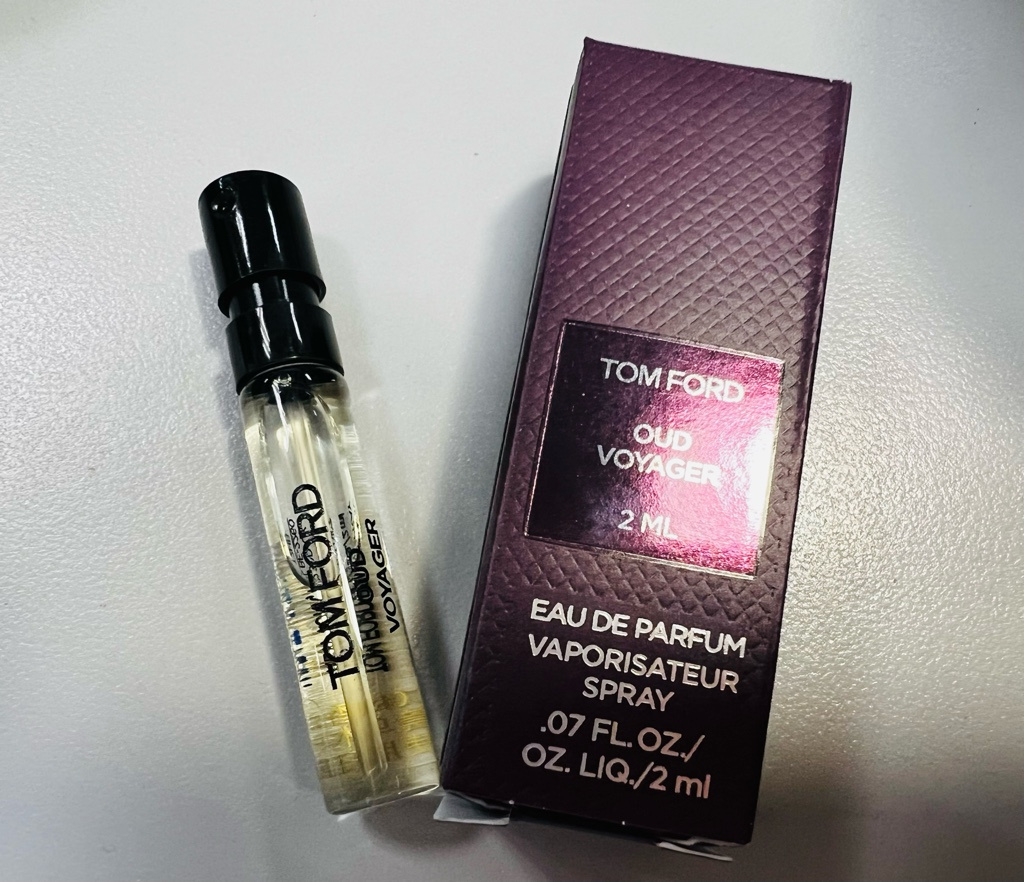 TOM FORD
OUD
VOYAGER
TOM FORD
OUD
VOYAGER
2 ML
EAU DE PARFUM
VAPORISATEUR
SPRAY
.07 FL. OZ./
OZ. LIQ./2 ml